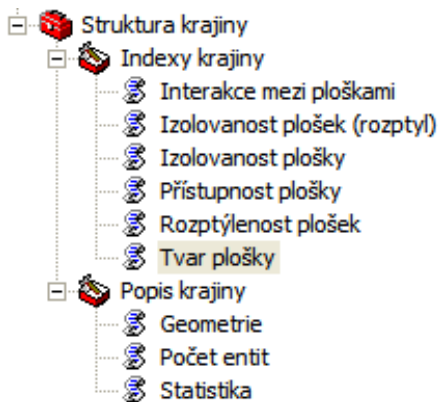 Struktura krajiny
Indexy krajiny
Interakce mezi ploškami
Izolovanost plošek (rozptyl)
Izolovanost plošky
Přístupnost plošky
Rozptýlenost plošek
Tvar plošky
Popis krajiny
Geometrie
Počet entit
Statistika